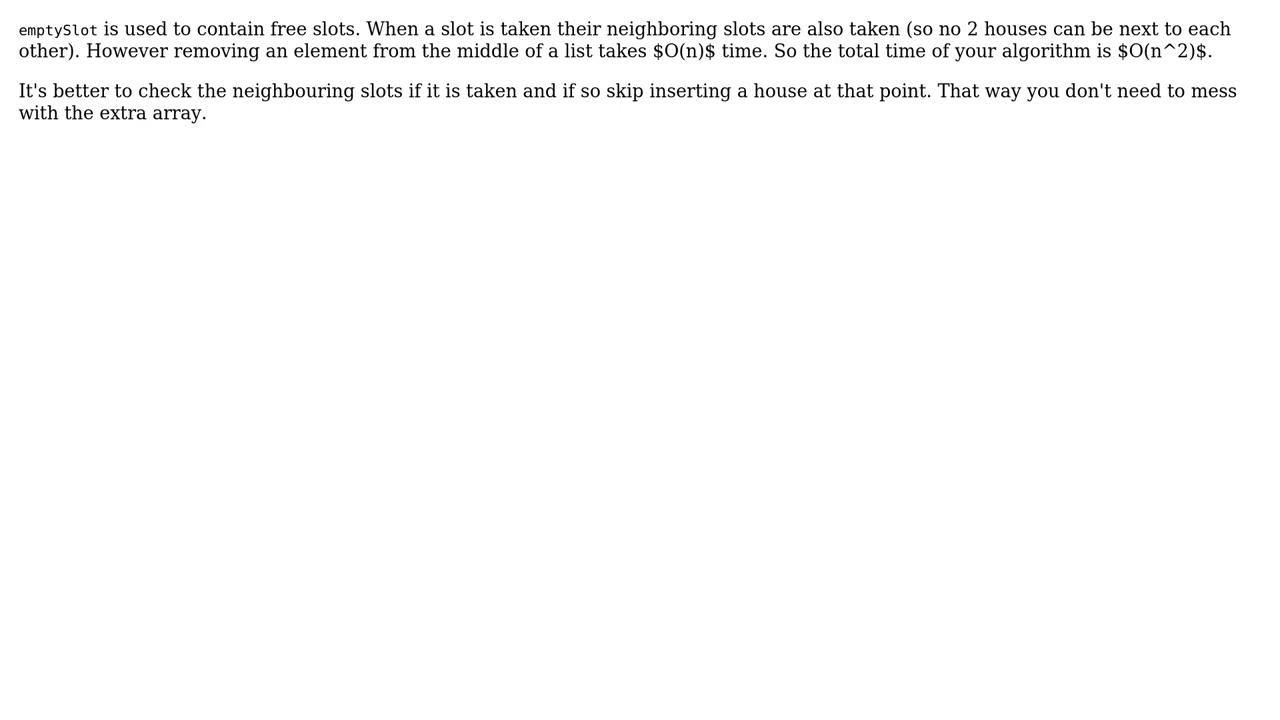 emptySlot is used to contain free slots. When a slot is taken their neighboring slots are also taken (so no 2 houses can be next to each
other). However removing an element from the middle of a list takes $O(n)$ time. So the total time of your algorithm is $O(n^2)$.
It's better to check the neighbouring slots if it is taken and if so skip inserting a house at that point. That way you don't need to mess
with the extra array.